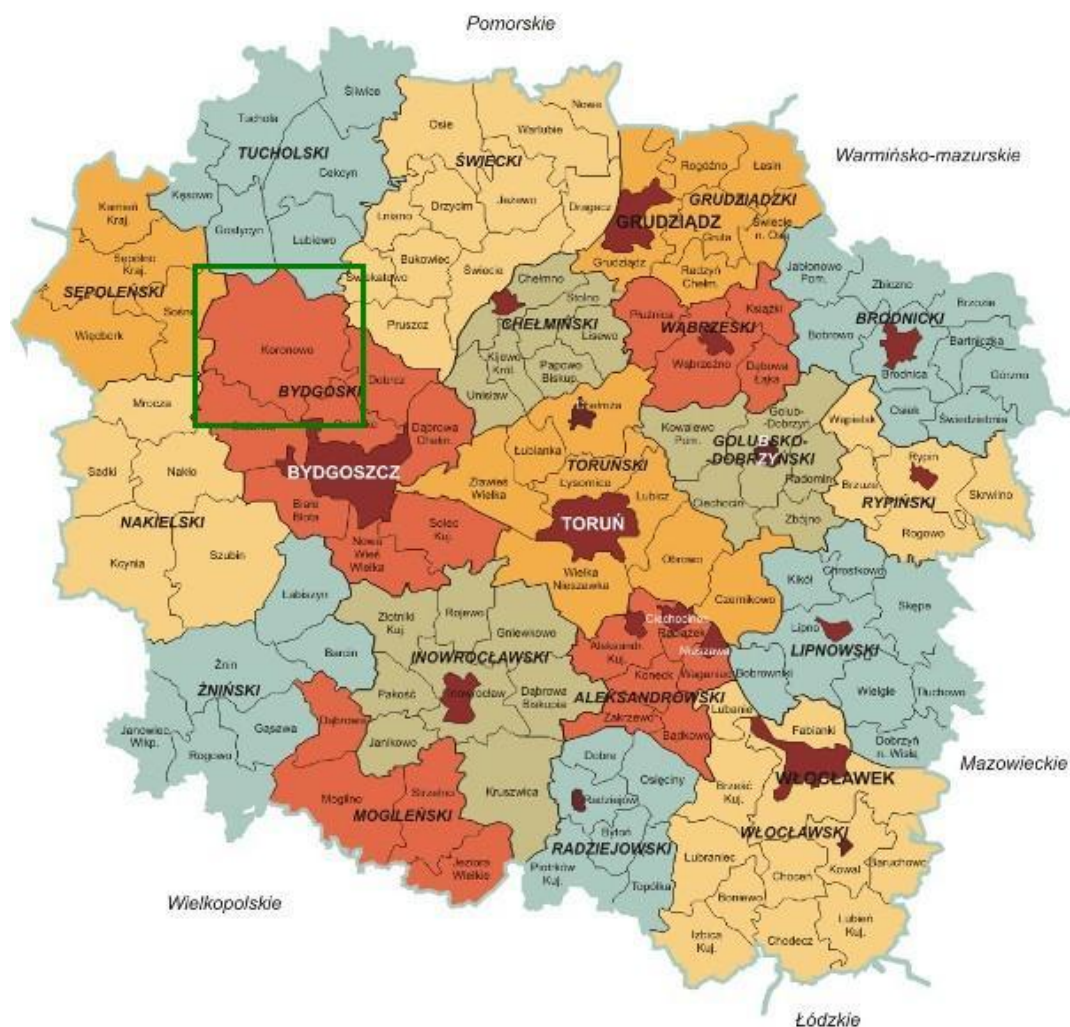 Pomorskie
Warmińsko-mazurskie
Mazowieckie
Łódzkie
Wielkopolskie
TUCHOLSKI
Śliwice
Tuchola
Cekcyn
Kęsowo
Gostycyn
Lubiewo
ŚWIECKI
Nowe
Osie
Warlubie
Lniano
Drzycim
Jeżewo
Dragacz
Bukowiec
Świekatowo
Świecie
Pruszcz
GRUDZIĄDZ
GRUDZIĄDZKI
Rogóźno
Łasin
Gruta
Świecie
n. Osą
Grudziądz
Radzyń
Chełm.
SĘPOLEŃSKI
Kamień
Kraj.
Sępólno
Kraj.
Sośno
Więcbork
BYDGOSKI
Koronowo
Dobrcz
Dąbrowa
Chełm.
BYDGOSZCZ
Białe
Błota
Nowa
Wieś
Wielka
Solec
Kuj.
CHEŁMIŃSKI
Chełmno
Stolno
Lisewo
Kijewo
Król.
Papowo
Biskup.
Unisław
WĄBRZESKI
Płużnica
Książki
Wąbrzeźno
Dębowa
Łąka
BRODNICKI
Jabłonowo
Pom.
Zbiczno
Brzozie
Bobrowo
Bartniczka
Brodnica
Górzno
Osiek
Świedziebnia
NAKIELSKI
Mrocza
Sadki
Nakło
Kcynia
Szubin
TORUŃSKI
Chełmża
Łubianka
Łysomice
Zławieś
Wielka
Lubicz
TORUŃ
Wielka
Nieszawka
Obrowo
Czernikowo
GOLUBSKO-
DOBRZYŃSKI
Golub-
-Dobrzyń
Kowalewo
Pom.
Radomin
Ciechocin
Zbójno
RYPIŃSKI
Wąpielsk
Rypin
Brzuze
Skrwilno
Rogowo
ŻNIŃSKI
Łabiszyn
Barcin
Żnin
Gąsawa
Janowiec
Wlkp.
Rogowo
INOWROCŁAWSKI
Złotniki
Kuj.
Rojewo
Gniewkowo
Pakość
Inowrocław
Dąbrowa
Biskupia
Janikowo
Kruszwica
ALEKSANDROWSKI
Ciechocinek
Raciążek
Nieszawa
Aleksandr.
Kuj.
Koneck
Waganiec
Zakrzewo
Bądkowo
LIPNOWSKI
Kikół
Chrostkowo
Skępe
Lipno
Bobrowniki
Wielgie
Tłuchowo
Dobrzyń
n. Wisłą
MOGILEŃSKI
Dąbrowa
Mogilno
Strzelno
Jeziora
Wielkie
RADZIEJOWSKI
Dobre
Osięciny
Radziejów
Bytoń
Piotrków
Kuj.
Topólka
WŁOCŁAWEK
WŁOCŁAWSKI
Lubanie
Fabianki
Brześć
Kuj.
Lubraniec
Kowal
Baruchowo
Choceń
Boniewo
Izbica
Kuj.
Chodecz
Lubień
Kuj.